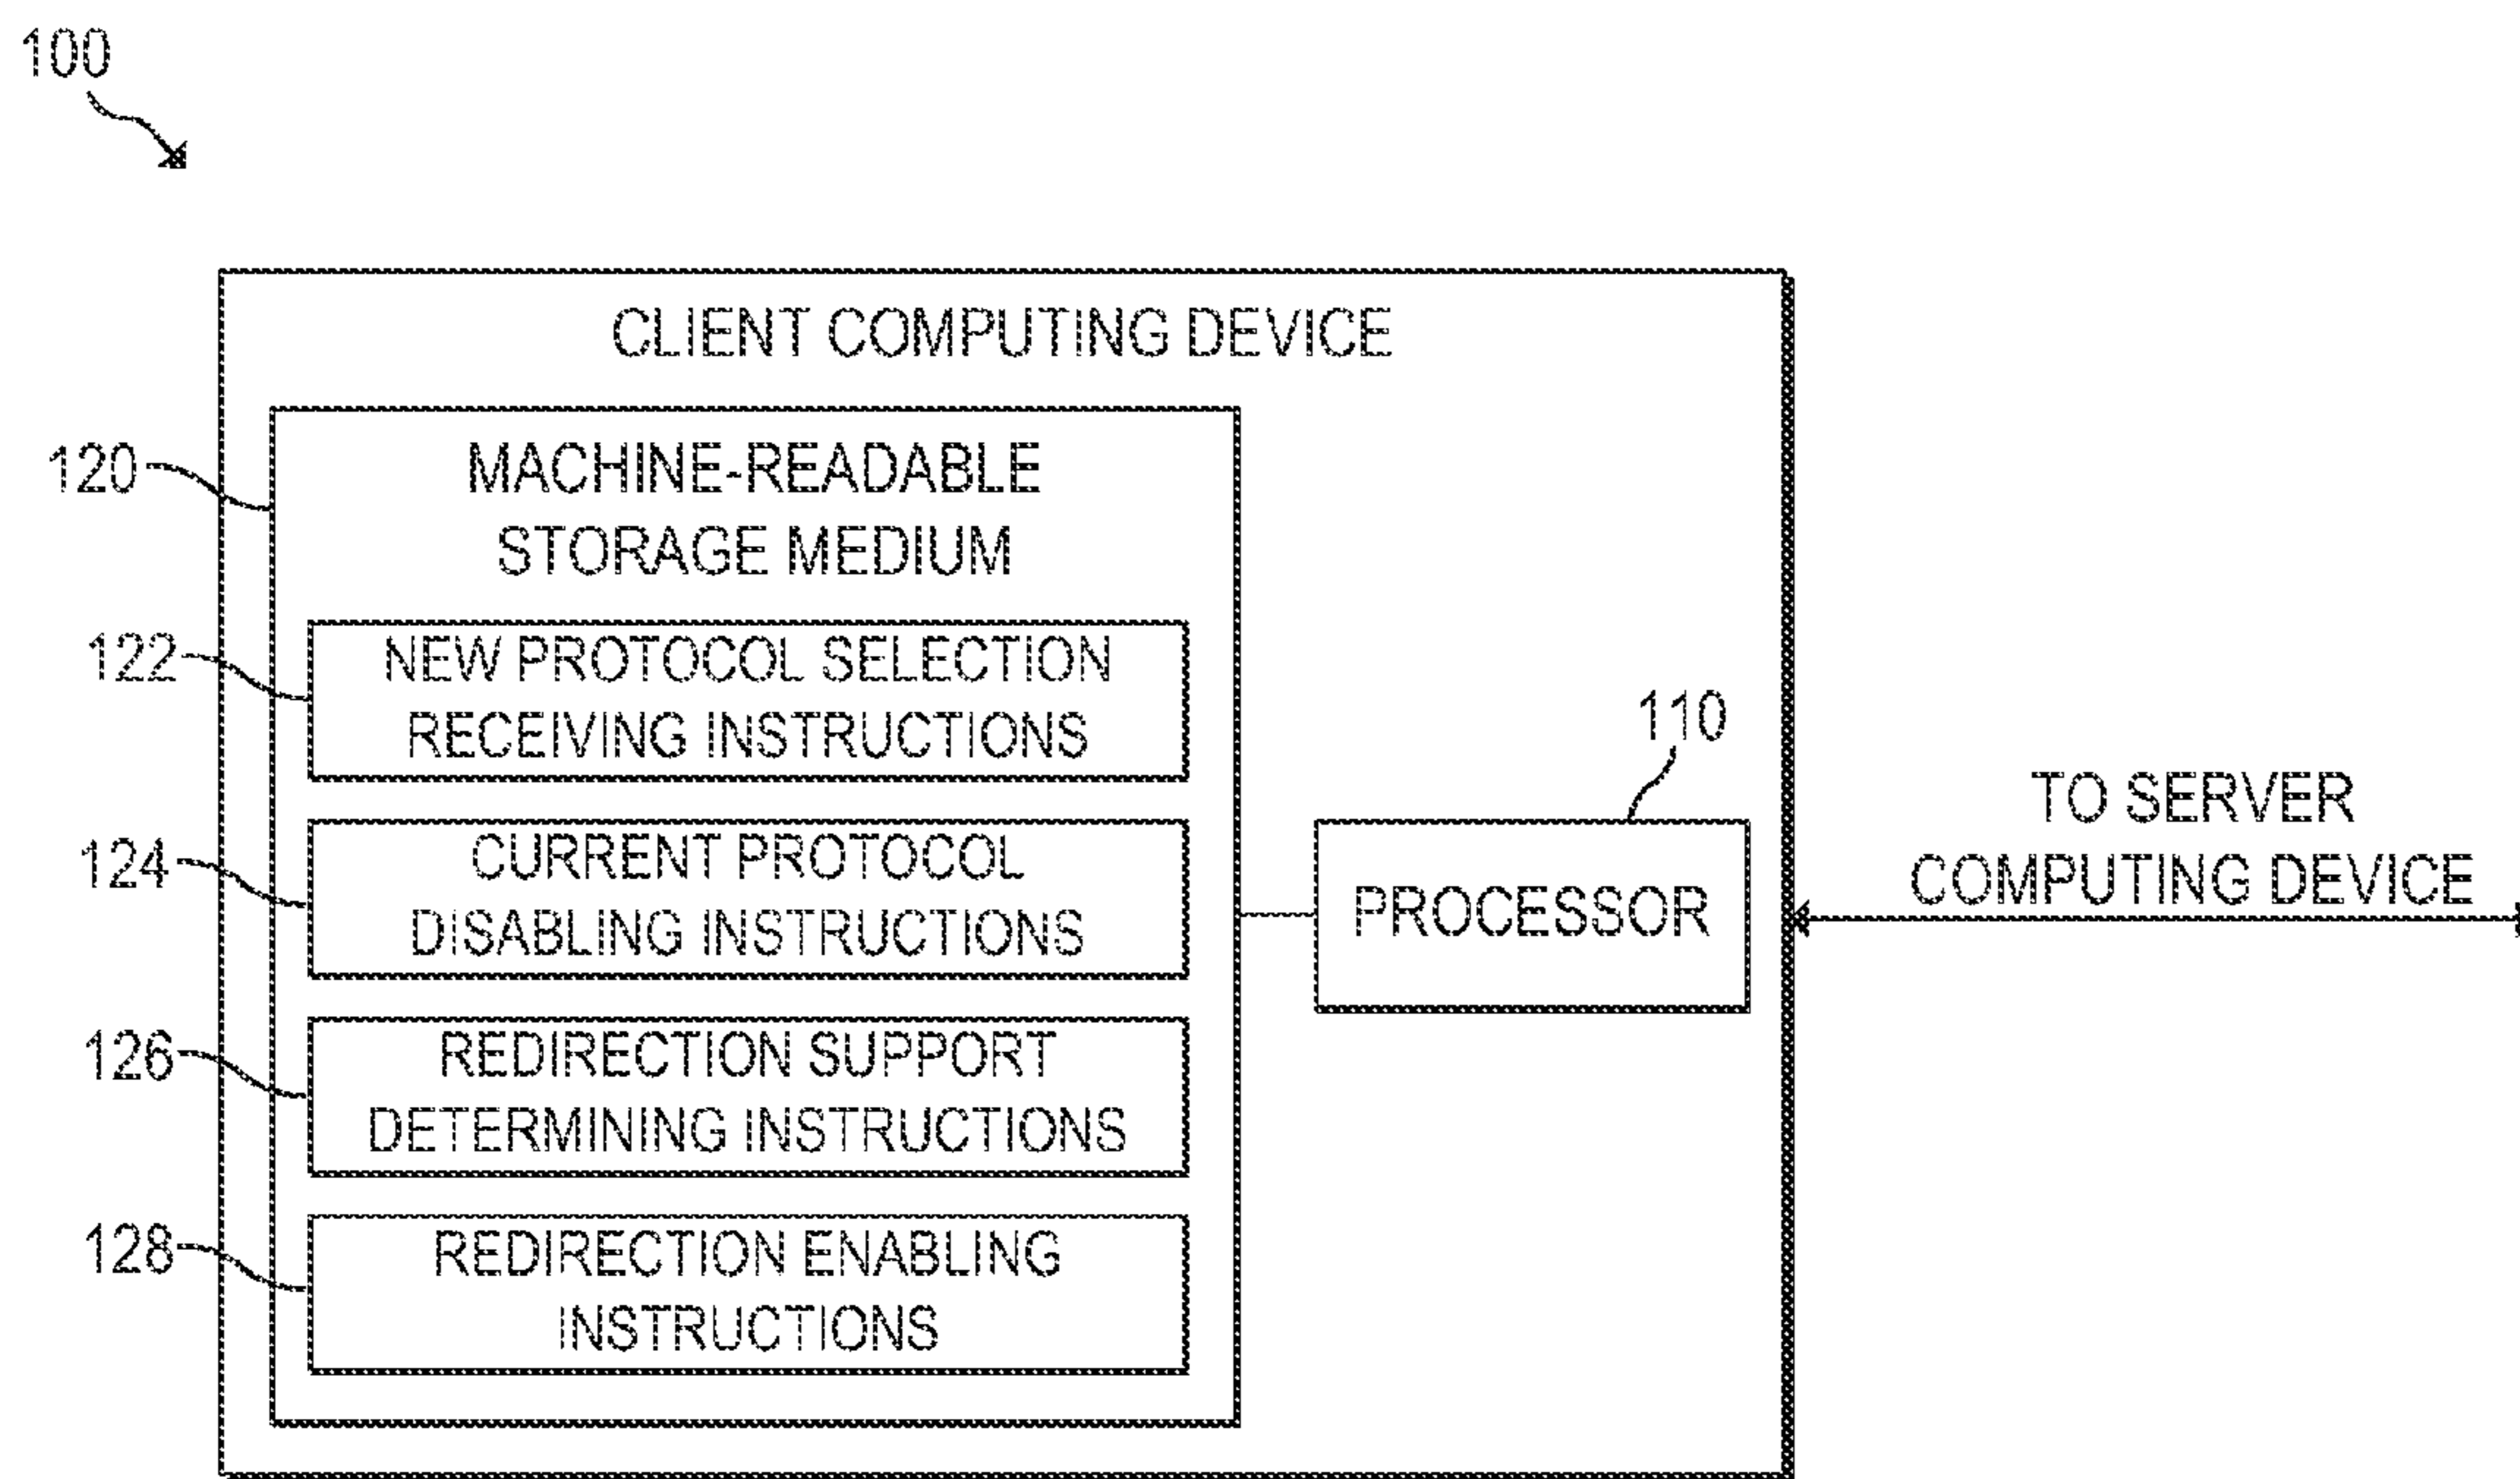 100
CLIENT COMPUTING DEVICE
120
MACHINE-READABLE
STORAGE MEDIUM
122
NEW PROTOCOL SELECTION
RECEIVING INSTRUCTIONS
110
TO SERVER
COMPUTING DEVICE
124
CURRENT PROTOCOL
DISABLING INSTRUCTIONS
PROCESSOR
126
REDIRECTION SUPPORT
DETERMINING INSTRUCTIONS
128
REDIRECTION ENABLING
INSTRUCTIONS